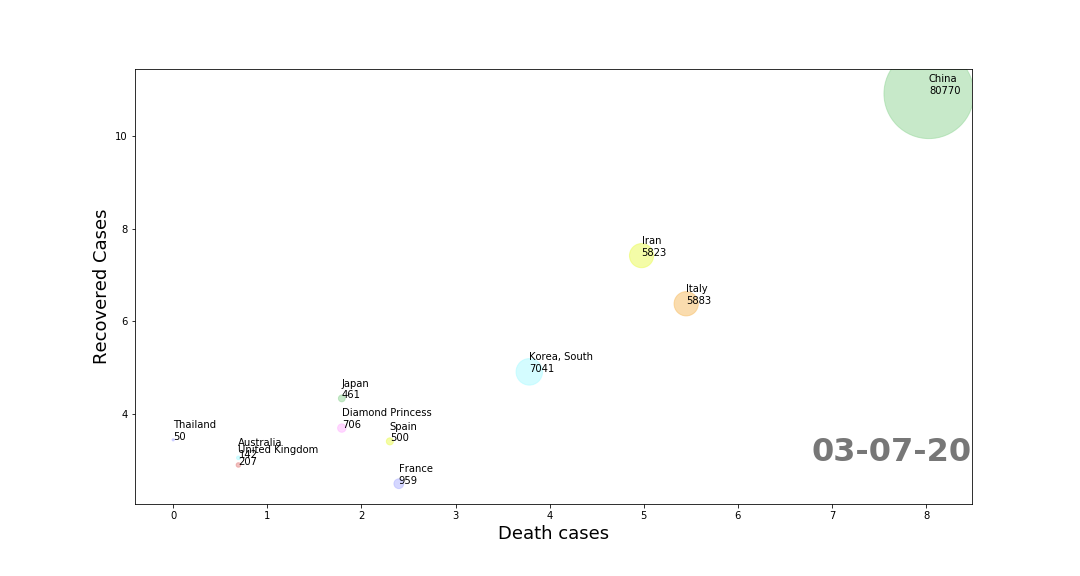 China
80770
10
8
Iran
5823
Italy
5883
Recovered Cases
6
Korea, South
7041
Japan
461
4
Diamond Princess
706
Thailand
50
Spain
500
Australia
142
United Kingdom
207
France
959
03-07-20
0 1 2 3 4 5 6 7 8
Death cases